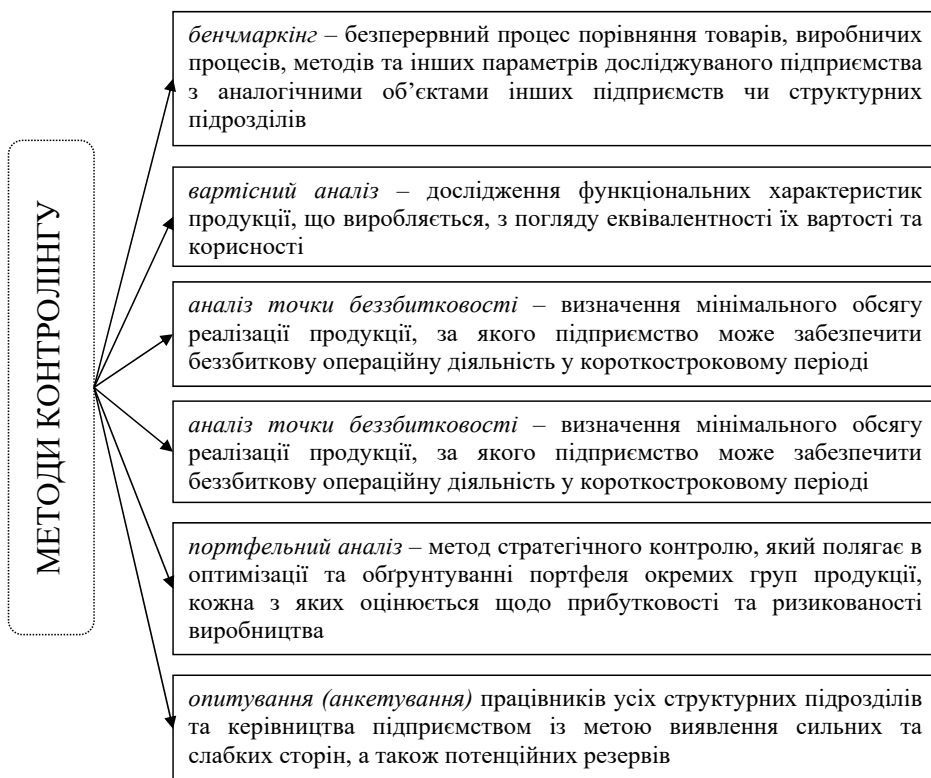 МЕТОДИ КОНТРОЛІНГУ
бенчмаркінг – безперервний процес порівняння товарів, виробничих
процесів, методів та інших параметрів досліджуваного підприємства
з аналогічними об’єктами інших підприємств чи структурних
підрозділів
вартісний аналіз – дослідження функціональних характеристик
продукції, що виробляється, з погляду еквівалентності їх вартості та
корисності
аналіз точки беззбитковості – визначення мінімального обсягу
реалізації продукції, за якого підприємство може забезпечити
беззбиткову операційну діяльність у короткостроковому періоді
аналіз точки беззбитковості – визначення мінімального обсягу
реалізації продукції, за якого підприємство може забезпечити
беззбиткову операційну діяльність у короткостроковому періоді
портфельний аналіз – метод стратегічного контролю, який полягає в
оптимізації та обґрунтуванні портфеля окремих груп продукції,
кожна з яких оцінюється щодо прибутковості та ризикованості
виробництва
опитування (анкетування) працівників усіх структурних підрозділів
та керівництва підприємством із метою виявлення сильних та
слабких сторін, а також потенційних резервів